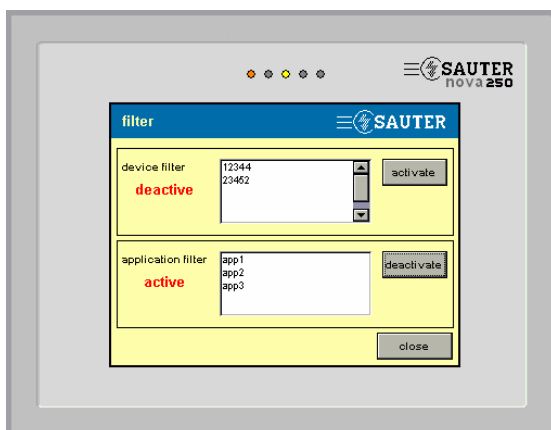 SAUTER
nova 250
filter
SAUTER
device filter
deactive
12344
23452
activate
application filter
active
app1
app2
app3
deactivate
close